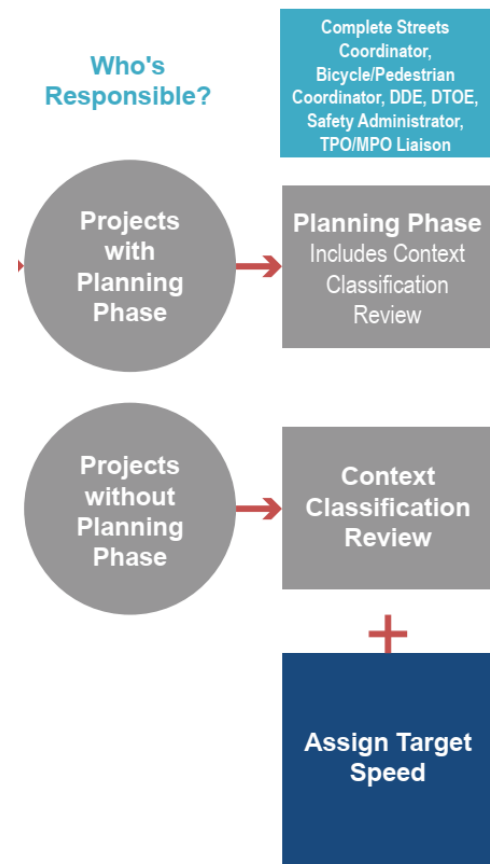 Who's
Responsible?
Complete Streets
Coordinator,
Bicycle/Pedestrian
Coordinator, DDE, DTOE,
Safety Administrator,
TPO/MPO Liaison
Projects
with
Planning
Phase
Planning Phase
Includes Context
Classification
Review
Projects
without
Planning
Phase
Context
Classification
Review
+
Assign Target
Speed